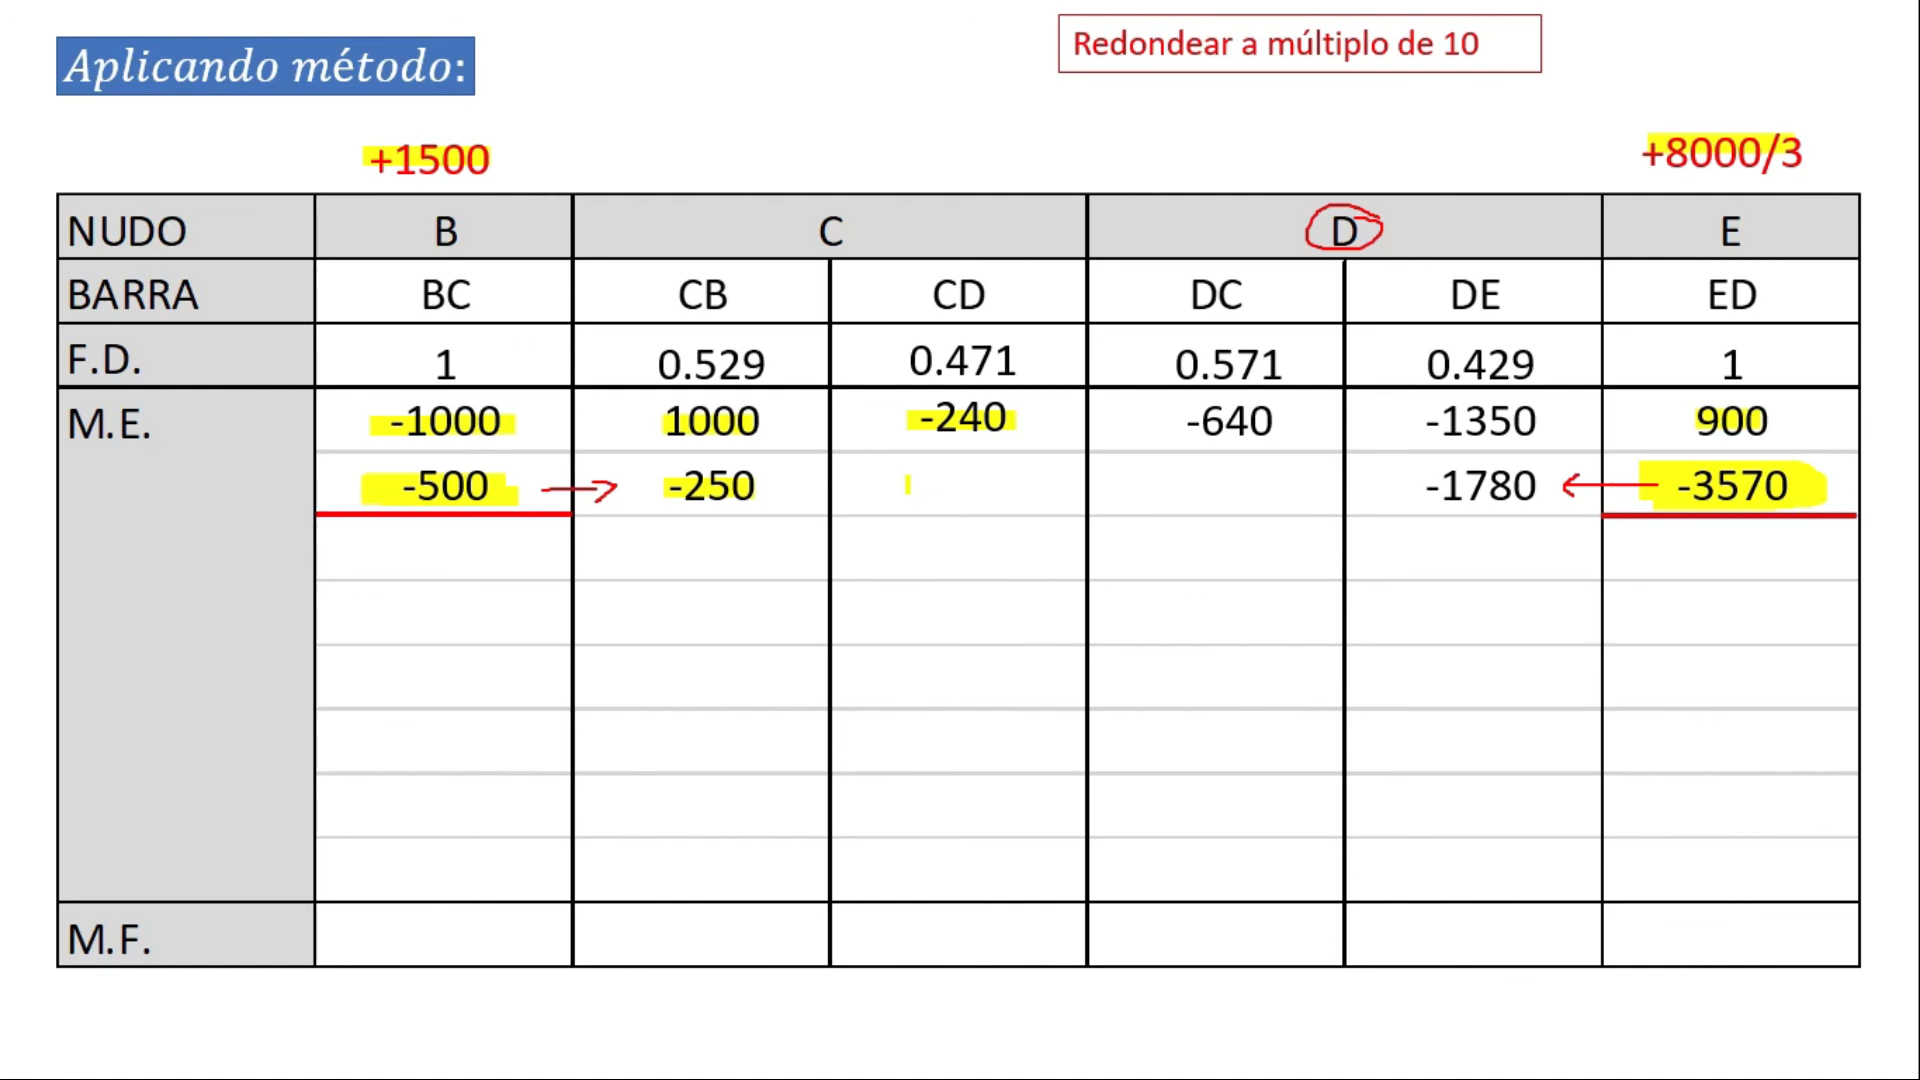 Redondear a múltiplo de 10
Aplicando método:
+1500 +8000/3
NUDO B C D E
BARRA BC CB CD DC DE ED
F.D. 1 0.529 0.471 0.571 0.429 1
M.E. -1000 1000 -240 -640 -1350 900
-500 -250 -1780 -3570
M.F.